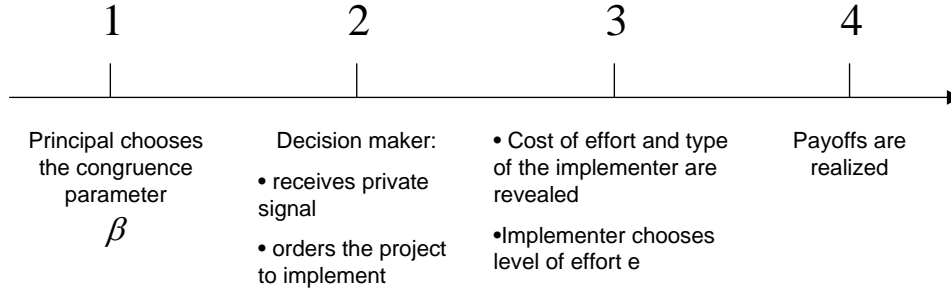 1
2
3
4
Principal chooses
the congruence
parameter
β
Decision maker:
• receives private
signal
• orders the project
to implement
• Cost of effort and type
of the implementer are
revealed
•Implementer chooses
level of effort e
Payoffs are
realized